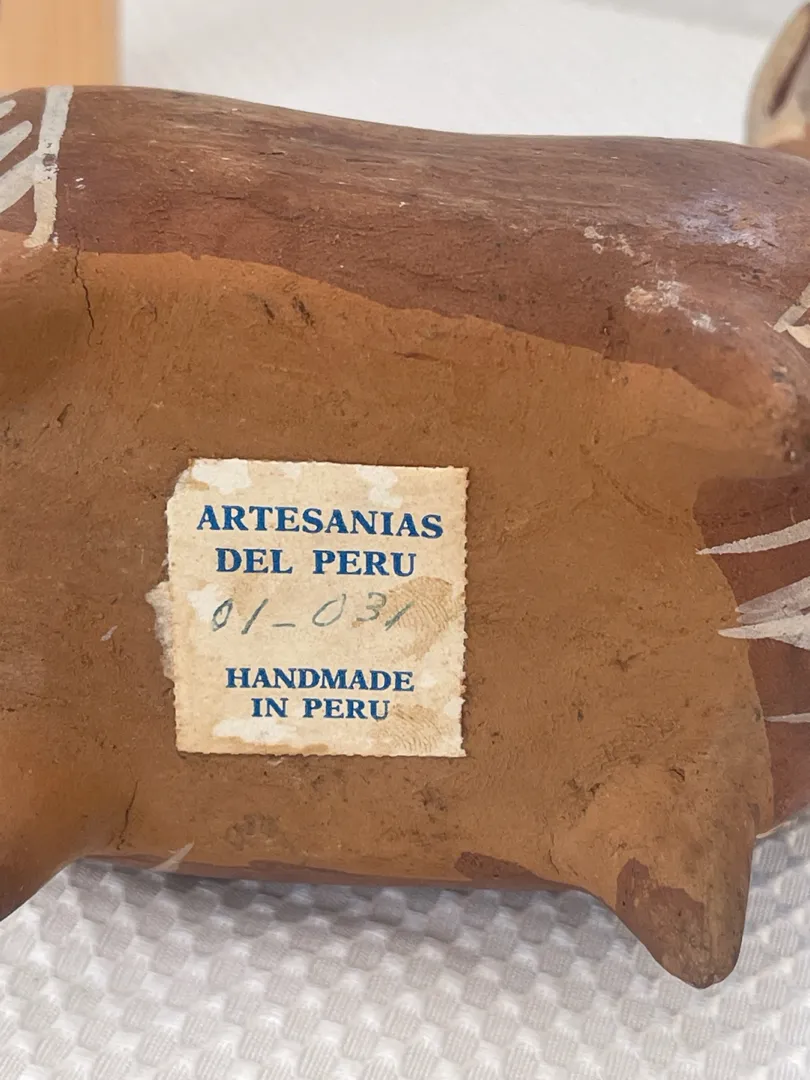 ARTESANIAS
DEL PERU
01-031
HANDMADE
IN PERU